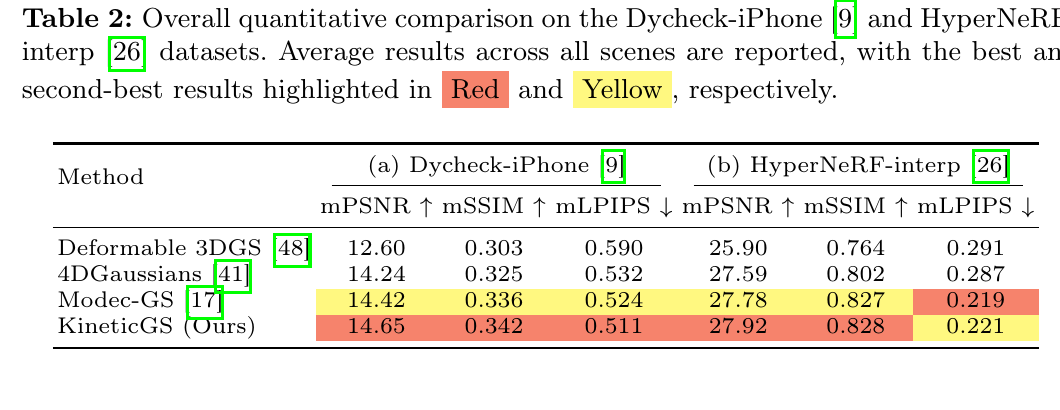 Table 2: Overall quantitative comparison on the Dycheck-iPhone [9] and HyperNeRF-
interp [26] datasets. Average results across all scenes are reported, with the best
second-best results highlighted in Red and Yellow, respectively.
Method (a) Dycheck-iPhone [9] (b) HyperNeRF-interp [26]
mPSNR ↑ mSSIM ↑ mLPIPS ↓ mPSNR ↑ mSSIM ↑ mLPIPS ↓
Deformable 3DGS [48] 12.60 0.303 0.590 25.90 0.764 0.291
4DGaussians [41] 14.24 0.325 0.532 27.59 0.802 0.287
Modec-GS [17] 14.42 0.336 0.524 27.78 0.827 0.219
KineticGS (Ours) 14.65 0.342 0.511 27.92 0.828 0.221